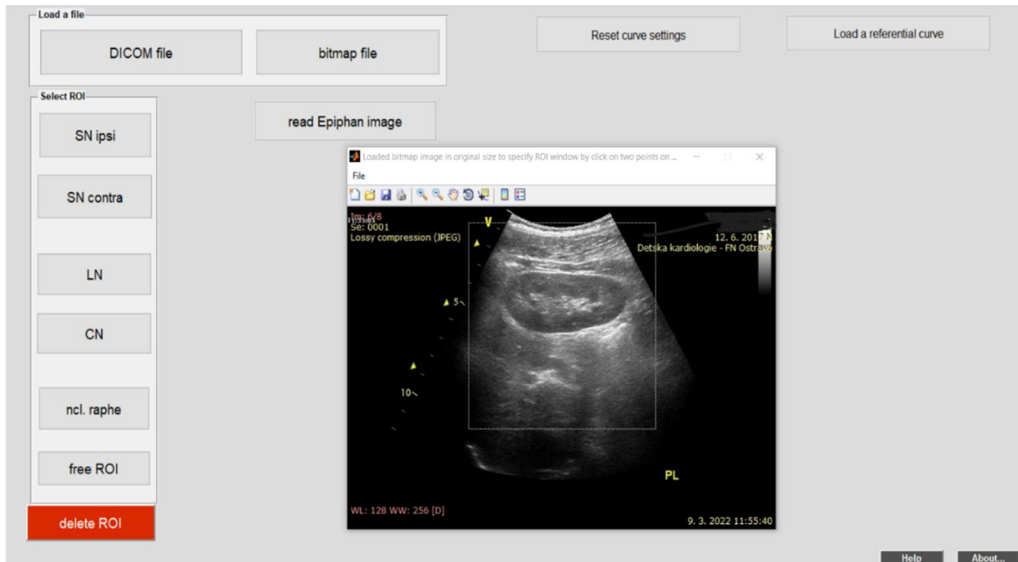 Load a file
DICOM file
bitmap file
Reset curve settings
Load a referential curve
Select ROI
SN ipsi
SN contra
LN
CN
ncl. raphe
free ROI
delete ROI
read Epiphan image
Loaded bitmap image in original size to specify ROI window by click on two points on ...
File
Im: 6/8
Se: 0001
Lossy compression (JPEG)
V
12. 6. 2017
Detska kardiologie - FN Ostrava
5
10
PL
WL: 128 WW: 256 [D]
9. 3. 2022 11:55:40
Help
About...